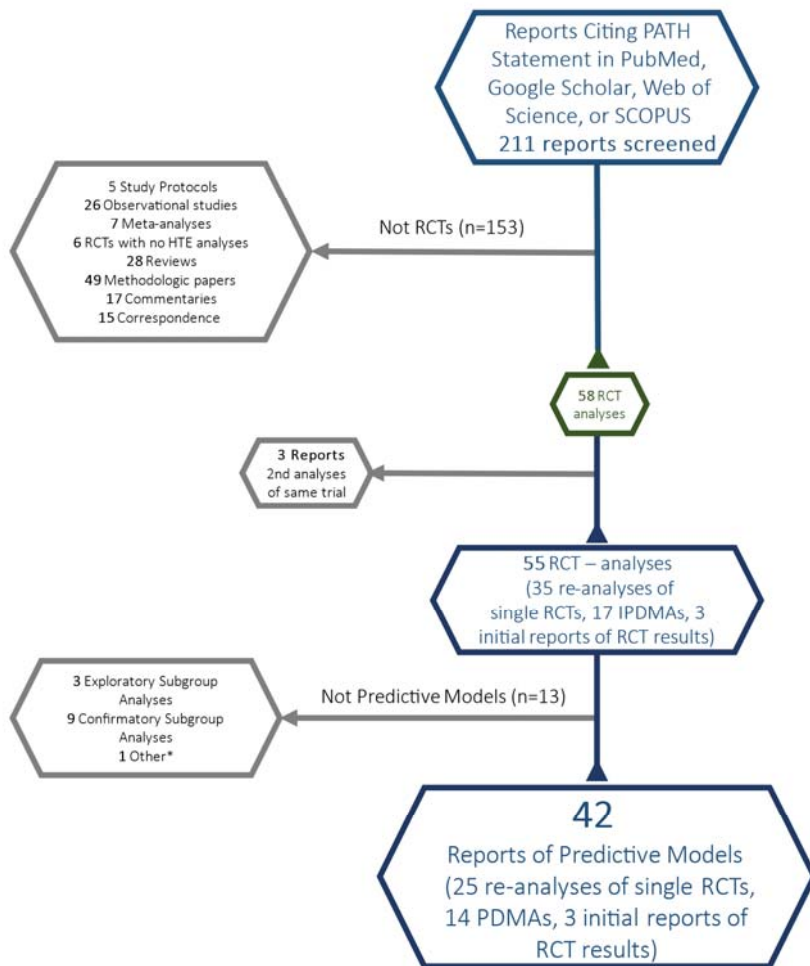 Reports Citing PATH
Statement in PubMed,
Google Scholar, Web of
Science, or SCOPUS
211 reports screened
5 Study Protocols
26 Observational studies
7 Meta-analyses
6 RCTs with no HTE analyses
28 Reviews
49 Methodologic papers
17 Commentaries
15 Correspondence
Not RCTs (n=153)
58 RCT
analyses
3 Reports
2nd analyses
of same trial
55 RCT – analyses
(35 re-analyses of
single RCTs, 17 IPDMAs, 3
initial reports of RCT results)
3 Exploratory Subgroup
Analyses
9 Confirmatory Subgroup
Analyses
1 Other*
Not Predictive Models (n=13)
42
Reports of Predictive Models
(25 re-analyses of single RCTs,
14 PDMAs, 3 initial reports of
RCT results)